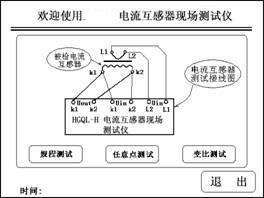 欢迎使用.
电流互感器现场测试仪
被检电流
互感器
L1
L2
k1
k2
电流互感器
测试接线图
Uout Uin Iin
k1 k2 k1 k2 L2 L1
HGQL-H 电流互感器现场
测试仪
规程测试
任意点测试
变比测试
退 出
时间: